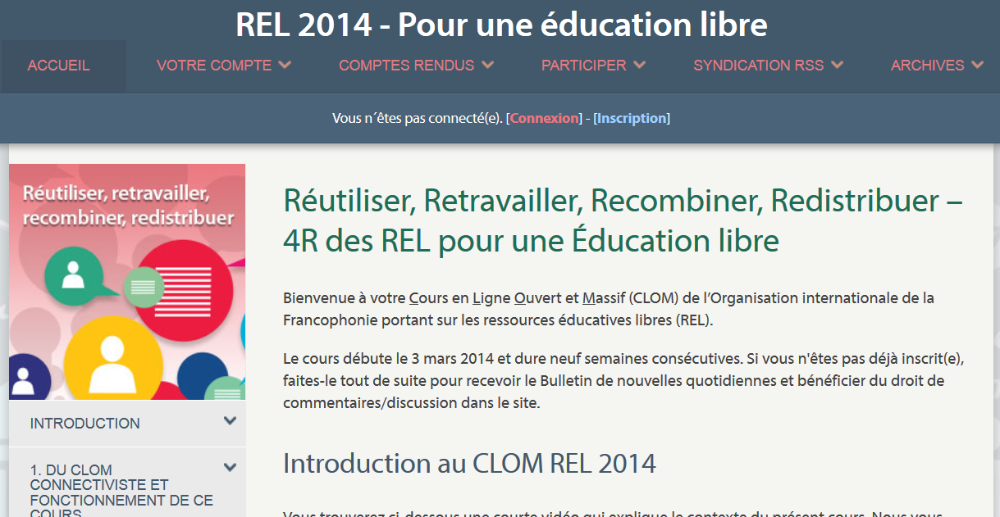 REL 2014 - Pour une éducation libre
ACCUEIL VOTRE COMPTE COMPTES RENDUS PARTICIPER SYNDICATION RSS ARCHIVES
Vous n´êtes pas connecté(e). [Connexion] - [Inscription]
Réutiliser, retravailler,
recombiner, redistribuer
INTRODUCTION
1. DU CLOM
CONNECTIVISTE ET
FONCTIONNEMENT DE CE
COURS
Réutiliser, Retravailler, Recombiner, Redistribuer –
4R des REL pour une Éducation libre
Bienvenue à votre Cours en Ligne Ouvert et Massif (CLOM) de l’Organisation internationale de la
Francophonie portant sur les ressources éducatives libres (REL).
Le cours débute le 3 mars 2014 et dure neuf semaines consécutives. Si vous n'êtes pas déjà inscrit(e),
faites-le tout de suite pour recevoir le Bulletin de nouvelles quotidiennes et bénéficier du droit de
commentaires/discussion dans le site.
Introduction au CLOM REL 2014
Vous trouverez ci-dessous une courte vidéo qui explique le contexte du présent cours. Nous vous